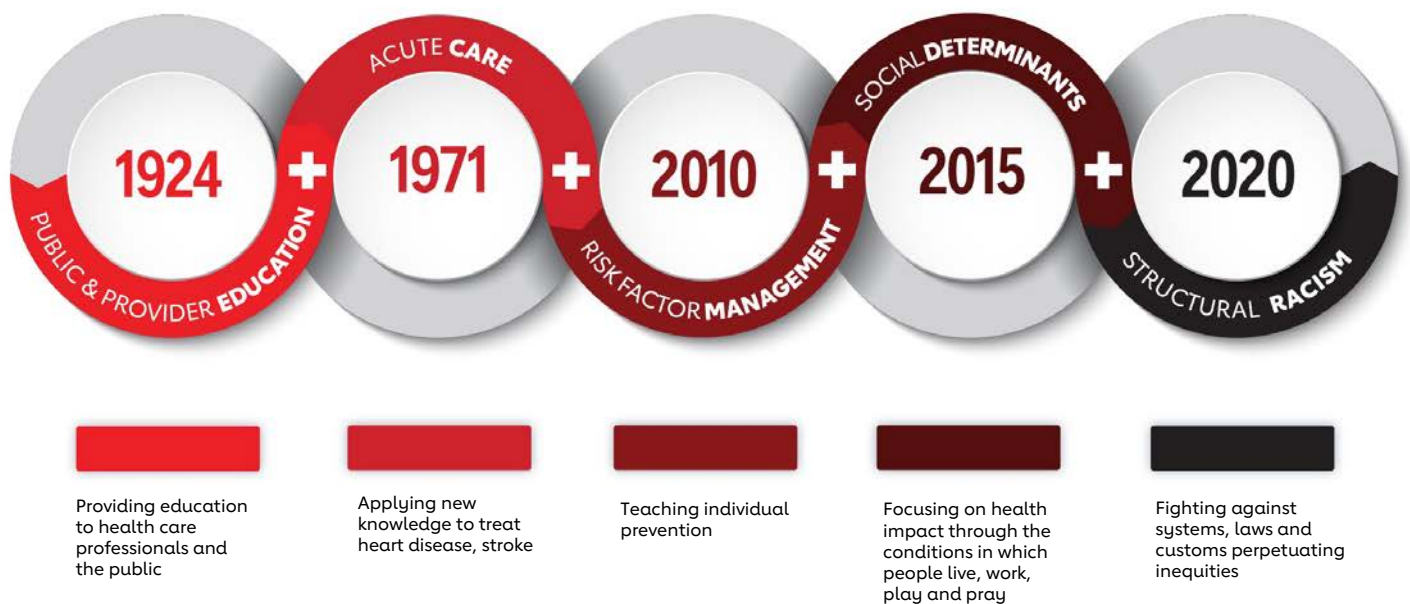 1924
PUBLIC & PROVIDER EDUCATION
+
ACUTE CARE
1971
+
2010
RISK FACTOR MANAGEMENT
+
SOCIAL DETERMINANTS
2015
+
2020
STRUCTURAL RACISM
Providing education
to health care
professionals and
the public
Applying new
knowledge to treat
heart disease, stroke
Teaching individual
prevention
Focusing on health
impact through the
conditions in which
people live, work,
play and pray
Fighting against
systems, laws and
customs perpetuating
inequities